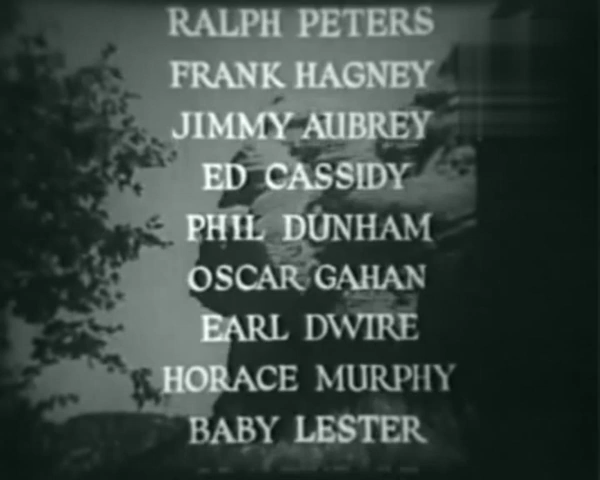 RALPH PETERS
FRANK HAGNEY
JIMMY AUBREY
ED CASSIDY
PHIL DUNHAM
OSCAR GAHAN
EARL DWIRE
HORACE MURPHY
BABY LESTER